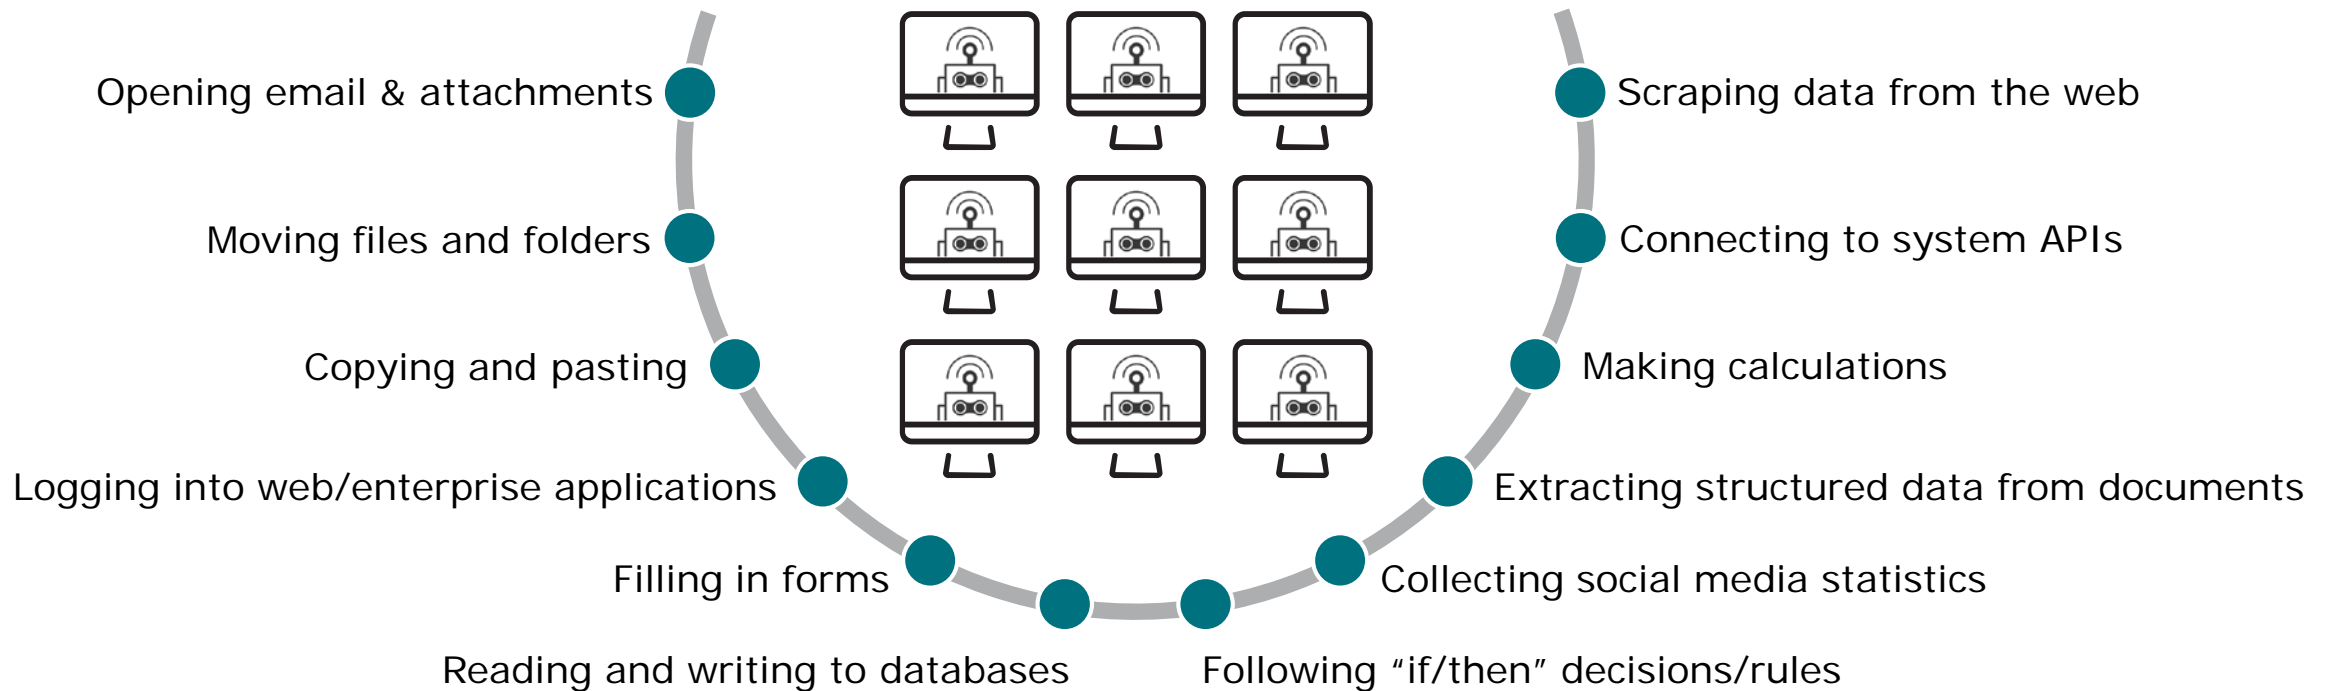 Opening email & attachments
Scraping data from the web
Moving files and folders
Connecting to system APIs
Copying and pasting
Making calculations
Logging into web/enterprise applications
Extracting structured data from documents
Filling in forms
Collecting social media statistics
Reading and writing to databases
Following “if/then” decisions/rules